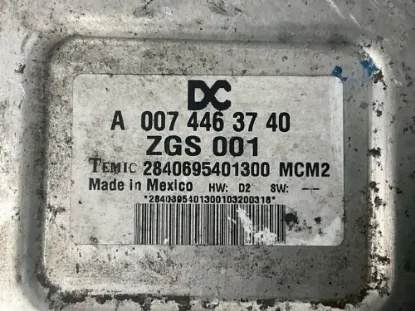 DC
A 007 446 37 40
ZGS 001
TEMIC 2840695401300 MCM2
Made in Mexico HW: D2 SW: --
*2840695401300103200318*